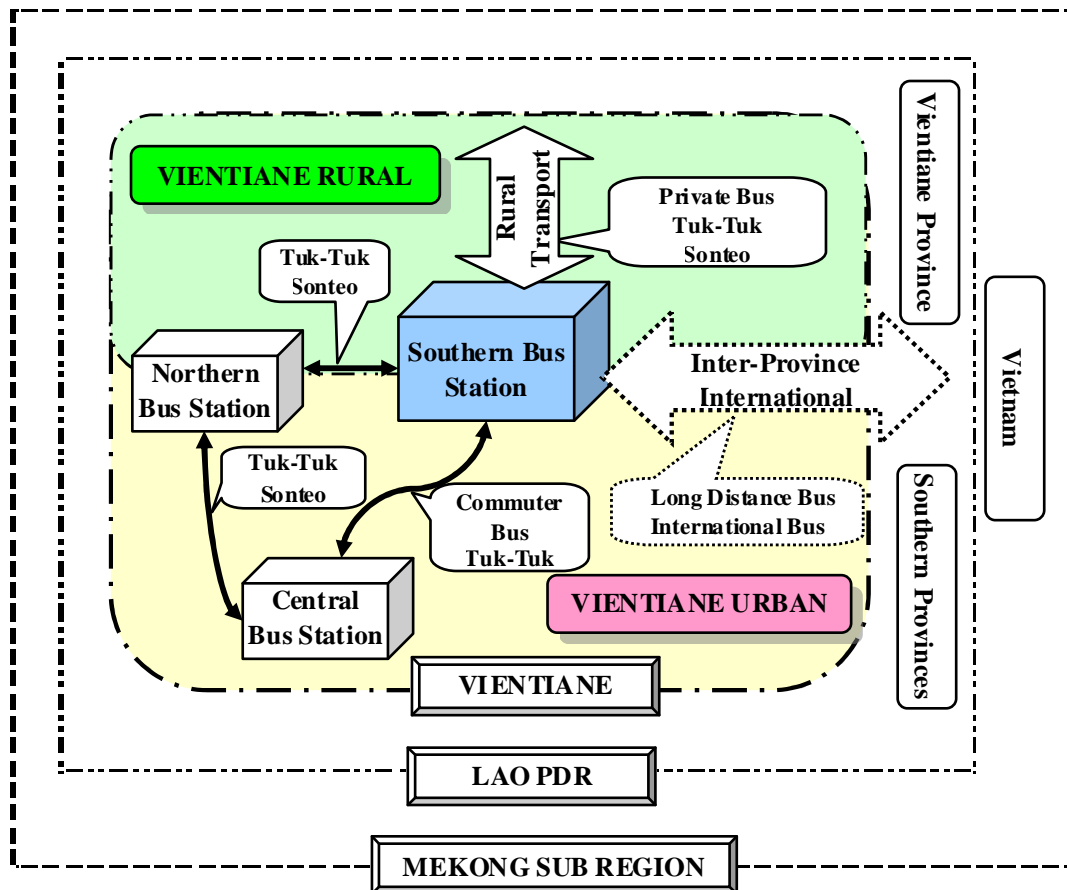 VIENTIANE RURAL
Rural
Transport
Private Bus
Tuk-Tuk
Sonteo
Vientiane Province
Tuk-Tuk
Sonteo
Southern Bus
Station
Northern
Bus Station
Inter-Province
International
Vietnam
Tuk-Tuk
Sonteo
Commuter
Bus
Tuk-Tuk
Long Distance Bus
International Bus
Southern Provinces
Central
Bus Station
VIENTIANE URBAN
VIENTIANE
LAO PDR
MEKONG SUB REGION